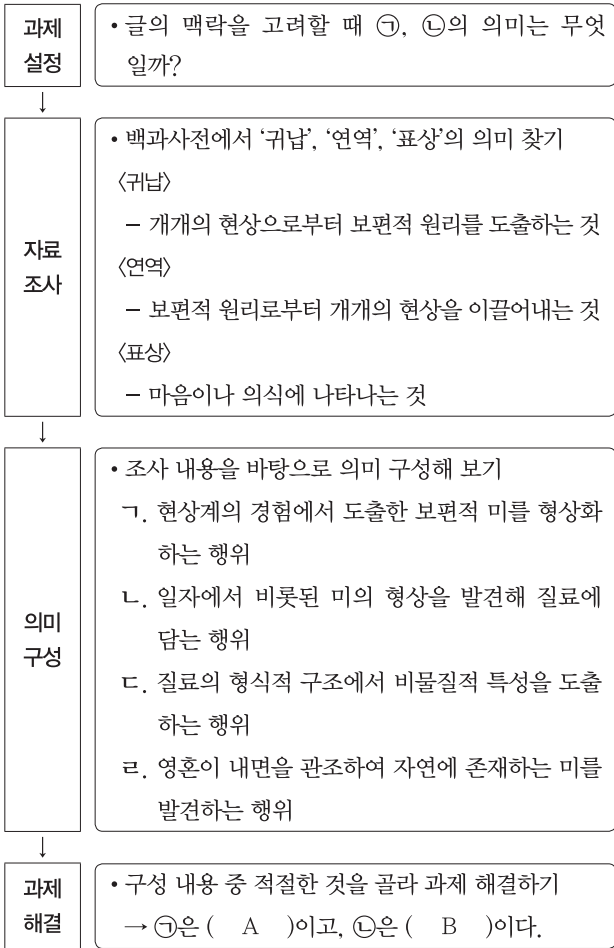 과제
설정
• 글의 맥락을 고려할 때 ㉠, ㉡의 의미는 무엇
일까?
↓
자료
조사
• 백과사전에서 ‘귀납’, ‘연역’, ‘표상’의 의미 찾기
〈귀납〉
– 개개의 현상으로부터 보편적 원리를 도출하는 것
〈연역〉
– 보편적 원리로부터 개개의 현상을 이끌어내는 것
〈표상〉
– 마음이나 의식에 나타나는 것
↓
의미
구성
• 조사 내용을 바탕으로 의미 구성해 보기
ㄱ. 현상계의 경험에서 도출한 보편적 미를 형상화
하는 행위
ㄴ. 일자에서 비롯된 미의 형상을 발견해 질료에
담는 행위
ㄷ. 질료의 형식적 구조에서 비물질적 특성을 도출
하는 행위
ㄹ. 영혼이 내면을 관조하여 자연에 존재하는 미를
발견하는 행위
↓
과제
해결
• 구성 내용 중 적절한 것을 골라 과제 해결하기
→ ㉠은 ( A )이고, ㉡은 ( B )이다.